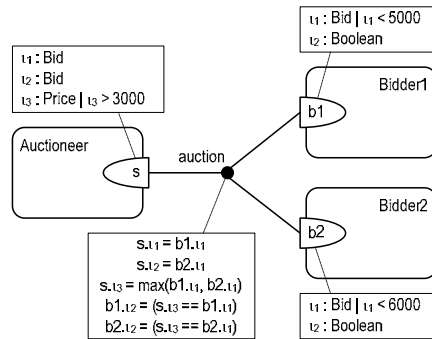 ι₁ : Bid | ι₁ < 5000
ι₂ : Boolean
ι₁ : Bid
ι₂ : Bid
ι₃ : Price | ι₃ > 3000
Bidder1
b1
Auctioneer
s
auction
Bidder2
b2
s.ι₁ = b1.ι₁
s.ι₂ = b2.ι₁
s.ι₃ = max(b1.ι₁, b2.ι₁)
b1.ι₂ = (s.ι₃ == b1.ι₁)
b2.ι₂ = (s.ι₃ == b2.ι₁)
ι₁ : Bid | ι₁ < 6000
ι₂ : Boolean